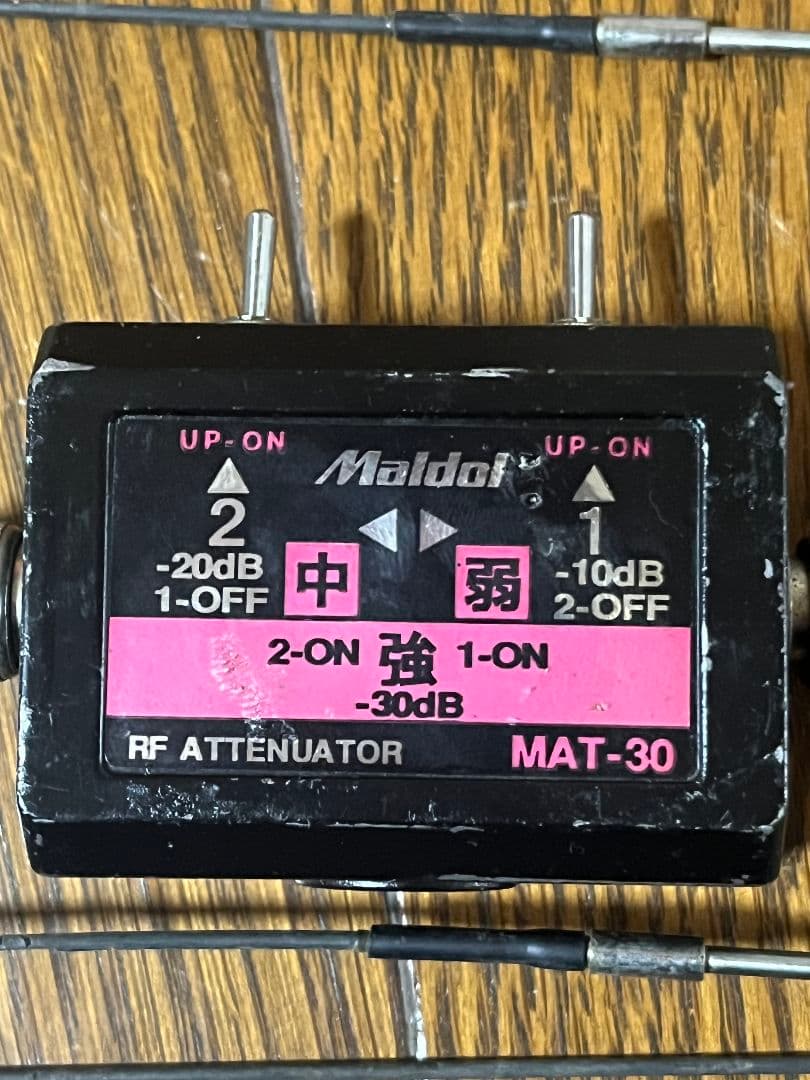 UP-ON
Maldol
UP-ON
2
1
-20dB
1-OFF
中
弱
-10dB
2-OFF
2-ON 強 1-ON
-30dB
RF ATTENUATOR
MAT-30